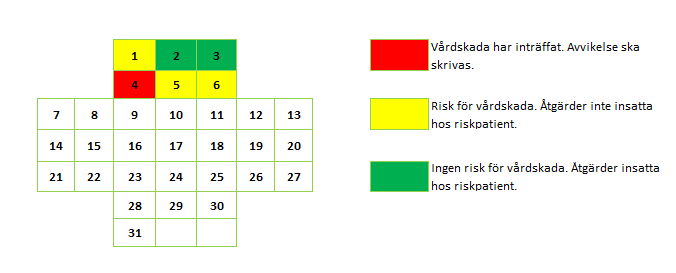 1 2 3
4 5 6
7 8 9 10 11 12 13
14 15 16 17 18 19 20
21 22 23 24 25 26 27
28 29 30
31
Vårdskada har inträffat. Avvikelse ska
skrivas.
Risk för vårdskada. Åtgärder inte insatta
hos riskpatient.
Ingen risk för vårdskada. Åtgärder insatta
hos riskpatient.